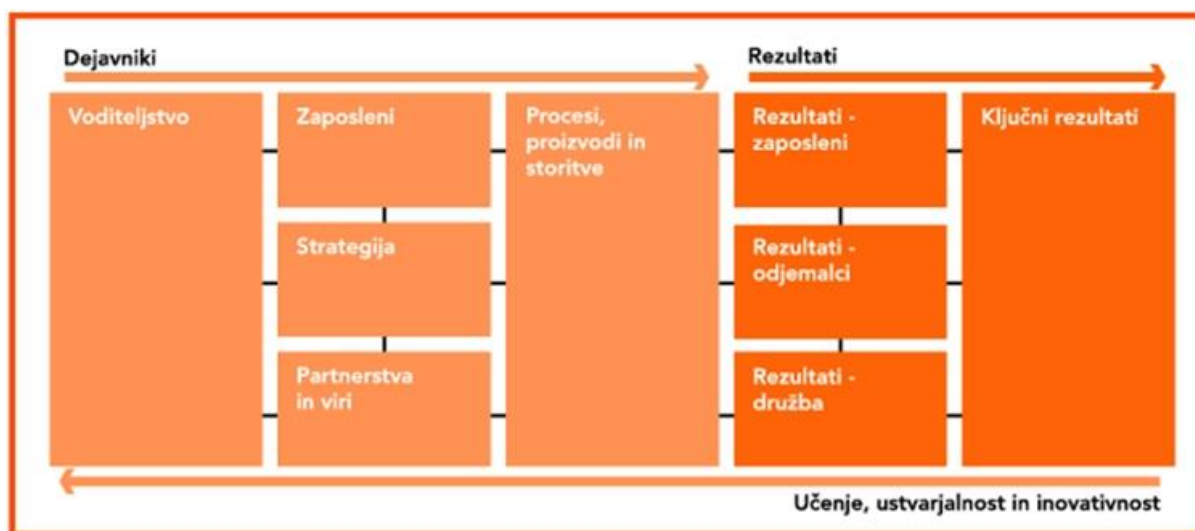 Dejavniki
Rezultati
Voditeljstvo
Zaposleni
Strategija
Partnerstva
in viri
Procesi,
proizvodi in
storitve
Rezultati -
zaposleni
Rezultati -
odjemalci
Rezultati -
družba
Ključni rezultati
Učenje, ustvarjalnost in inovativnost